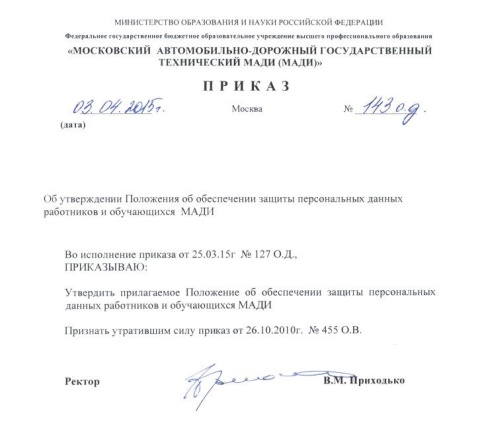 МИНИСТЕРСТВО ОБРАЗОВАНИЯ И НАУКИ РОССИЙСКОЙ ФЕДЕРАЦИИ
Федеральное государственное бюджетное образовательное учреждение высшего профессионального образования
«МОСКОВСКИЙ АВТОМОБИЛЬНО-ДОРОЖНЫЙ ГОСУДАРСТВЕННЫЙ
ТЕХНИЧЕСКИЙ МАДИ (МАДИ)»
ПРИКАЗ
03.04.2015г. Москва № 143 о.д.
(дата)
Об утверждении Положения об обеспечении защиты персональных данных
работников и обучающихся МАДИ
Во исполнение приказа от 25.03.15г № 127 О.Д.,
ПРИКАЗЫВАЮ:
Утвердить прилагаемое Положение об обеспечении защиты персональных
данных работников и обучающихся МАДИ
Признать утратившим силу приказ от 26.10.2010г. № 455 О.В.
Ректор В.М. Приходько